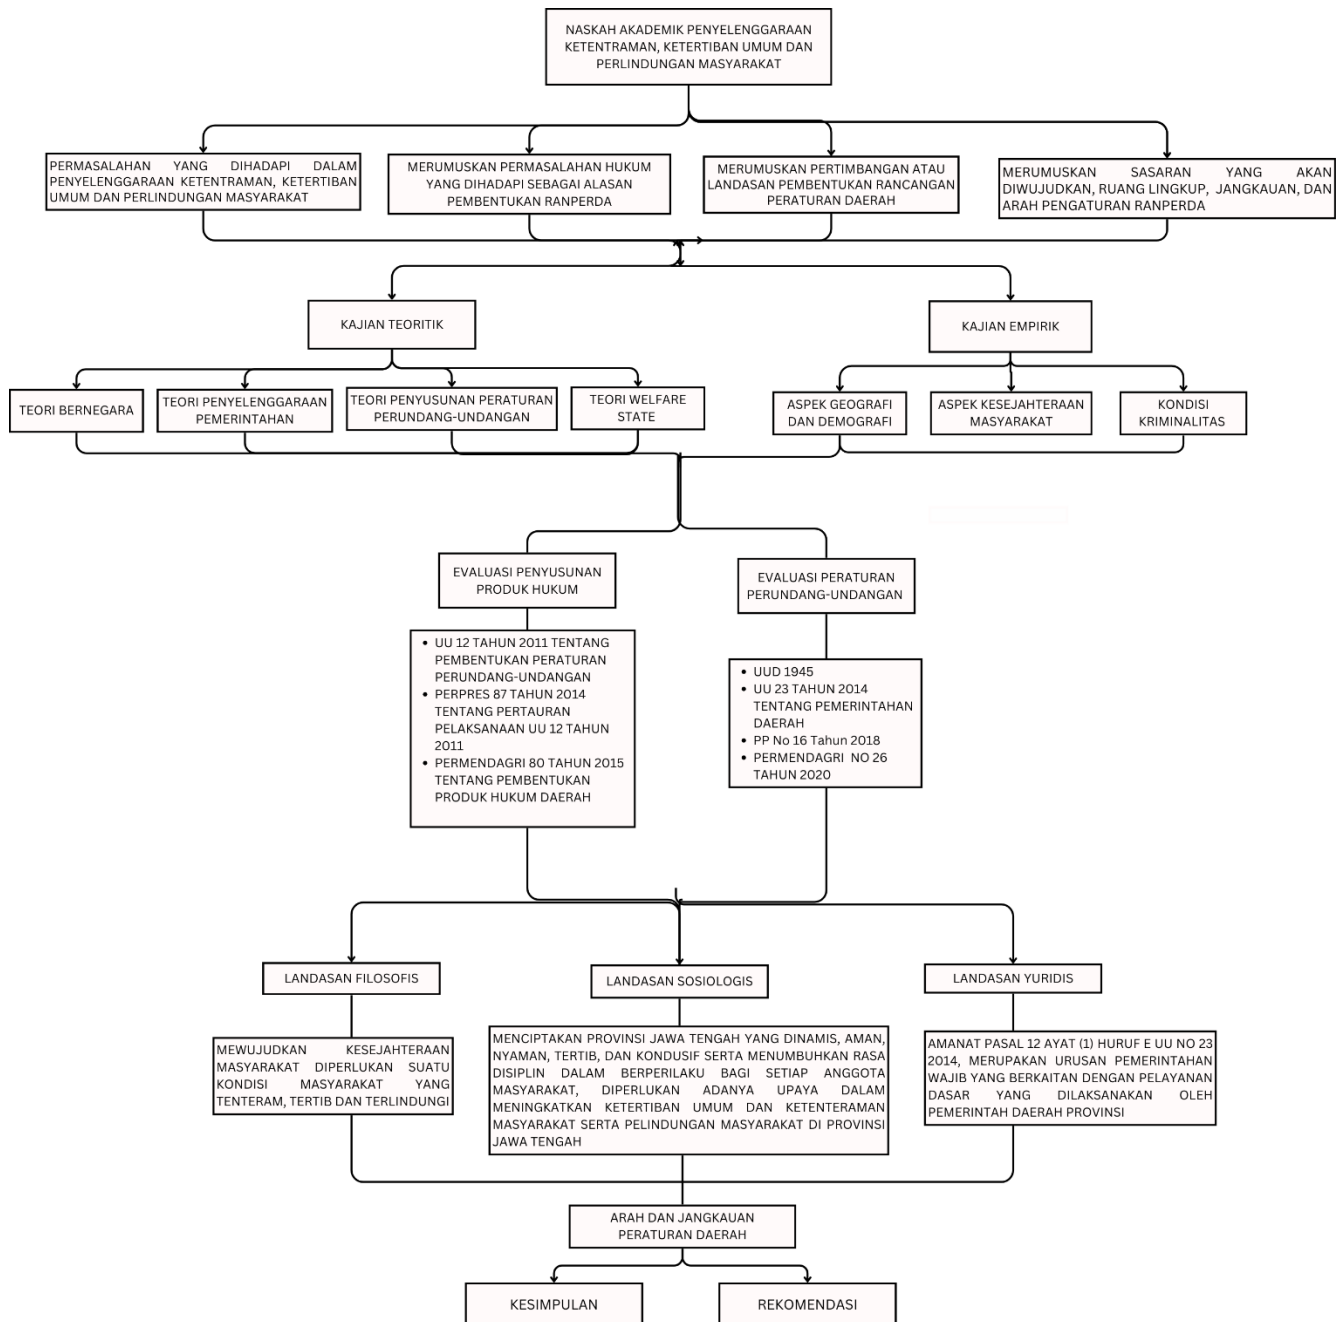 NASKAH AKADEMIK PENYELENGGARAAN
KETENTRAMAN, KETERTIBAN UMUM DAN
PERLINDUNGAN MASYARAKAT
PERMASALAHAN YANG DIHADAPI DALAM
PENYELENGGARAAN KETENTRAMAN, KETERTIBAN
UMUM DAN PERLINDUNGAN MASYARAKAT
MERUMUSKAN PERMASALAHAN HUKUM
YANG DIHADAPI SEBAGAI ALASAN
PEMBENTUKAN RANPERDA
MERUMUSKAN PERTIMBANGAN ATAU
LANDASAN PEMBENTUKAN RANCANGAN
PERATURAN DAERAH
MERUMUSKAN SASARAN YANG AKAN
DIWUJUDKAN, RUANG LINGKUP, JANGKAUAN, DAN
ARAH PENGATURAN RANPERDA
KAJIAN TEORITIK
KAJIAN EMPIRIK
TEORI BERNEGARA
TEORI PENYELENGGARAAN
PEMERINTAHAN
TEORI PENYUSUNAN PERATURAN
PERUNDANG-UNDANGAN
TEORI WELFARE
STATE
ASPEK GEOGRAFI
DAN DEMOGRAFI
ASPEK KESEJAHTERAAN
MASYARAKAT
KONDISI
KRIMINALITAS
EVALUASI PENYUSUNAN
PRODUK HUKUM
EVALUASI PERATURAN
PERUNDANG-UNDANGAN
• UU 12 TAHUN 2011 TENTANG
PEMBENTUKAN PERATURAN
PERUNDANG-UNDANGAN
• PERPRES 87 TAHUN 2014
TENTANG PERTAURAN
PELAKSANAAN UU 12 TAHUN
2011
• PERMENDAGRI 80 TAHUN 2015
TENTANG PEMBENTUKAN
PRODUK HUKUM DAERAH
• UUD 1945
• UU 23 TAHUN 2014
TENTANG PEMERINTAHAN
DAERAH
• PP No 16 Tahun 2018
• PERMENDAGRI NO 26
TAHUN 2020
LANDASAN FILOSOFIS
LANDASAN SOSIOLOGIS
LANDASAN YURIDIS
MEWUJUDKAN KESEJAHTERAAN
MASYARAKAT DIPERLUKAN SUATU
KONDISI MASYARAKAT YANG
TENTERAM, TERTIB DAN TERLINDUNGI
MENCIPTAKAN PROVINSI JAWA TENGAH YANG DINAMIS, AMAN,
NYAMAN, TERTIB, DAN KONDUSIF SERTA MENUMBUHKAN RASA
DISIPLIN DALAM BERPERILAKU BAGI SETIAP ANGGOTA
MASYARAKAT, DIPERLUKAN ADANYA UPAYA DALAM
MENINGKATKAN KETERTIBAN UMUM DAN KETENTERAMAN
MASYARAKAT SERTA PELINDUNGAN MASYARAKAT DI PROVINSI
JAWA TENGAH
AMANAT PASAL 12 AYAT (1) HURUF E UU NO 23
2014, MERUPAKAN URUSAN PEMERINTAHAN
WAJIB YANG BERKAITAN DENGAN PELAYANAN
DASAR YANG DILAKSANAKAN OLEH
PEMERINTAH DAERAH PROVINSI
ARAH DAN JANGKAUAN
PERATURAN DAERAH
KESIMPULAN
REKOMENDASI